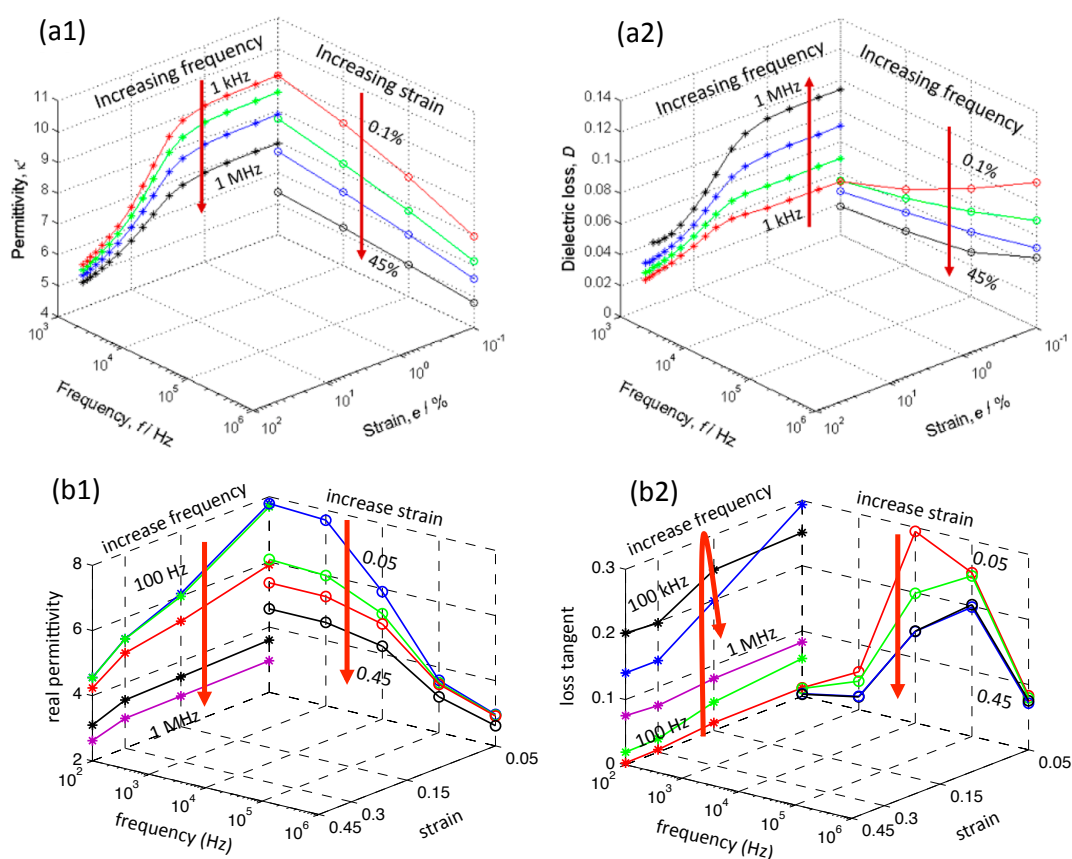 (a1)
Increasing frequency
Increasing strain
1 kHz
0.1%
1 MHz
45%
11
10
9
8
7
6
5
4
Permittivity, κ'
10³
10⁴
10⁵
10⁶
Frequency, f / Hz
10²
10¹
10⁰
10⁻¹
Strain, e / %
(a2)
Increasing frequency
Increasing frequency
1 MHz
0.1%
1 kHz
45%
0.14
0.12
0.1
0.08
0.06
0.04
0.02
0
Dielectric loss, D
10³
10⁴
10⁵
10⁶
Frequency, f / Hz
10²
10¹
10⁰
10⁻¹
Strain, e / %
(b1)
increase frequency
increase strain
100 Hz
0.05
1 MHz
0.45
8
6
4
2
real permittivity
10²
10³
10⁴
10⁵
10⁶
frequency (Hz)
0.45
0.3
0.15
0.05
strain
(b2)
increase frequency
increase strain
100 kHz
0.05
1 MHz
100 Hz
0.45
0.3
0.2
0.1
0
loss tangent
10²
10³
10⁴
10⁵
10⁶
frequency (Hz)
0.45
0.3
0.15
0.05
strain